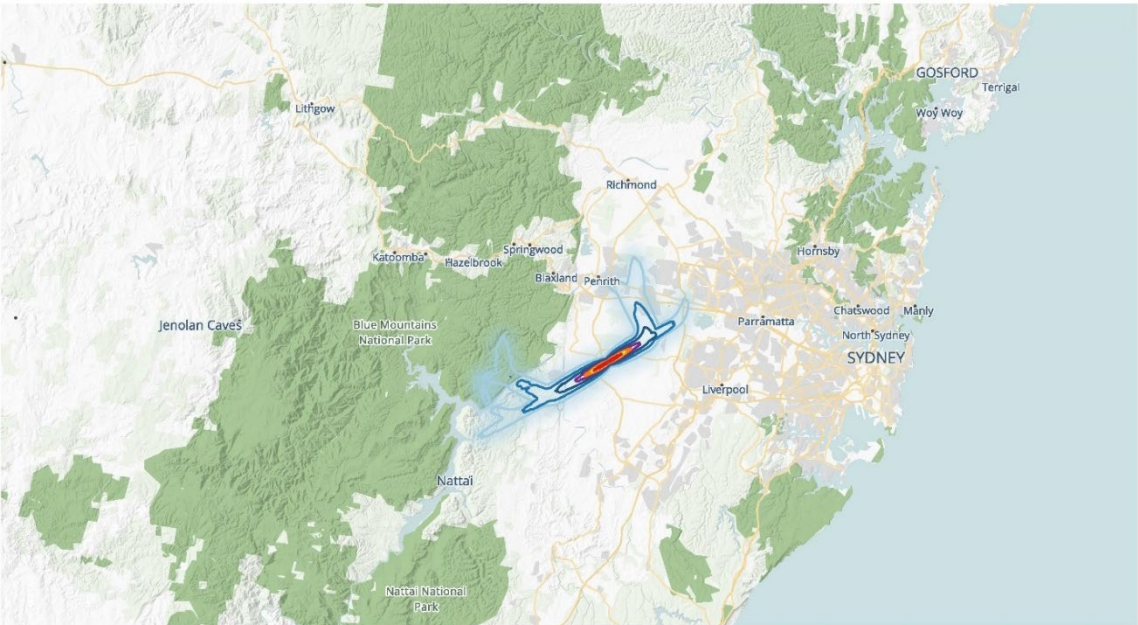 GOSFORD
Terrigal
Lithgow
Woy Woy
Richmond
Springwood
Hornsby
Katoomba
Hazelbrook
Blaxland
Penrith
Jenolan Caves
Blue Mountains
National Park
Parramatta
Chatswood
Manly
North Sydney
SYDNEY
Liverpool
Nattai
Nattai National
Park